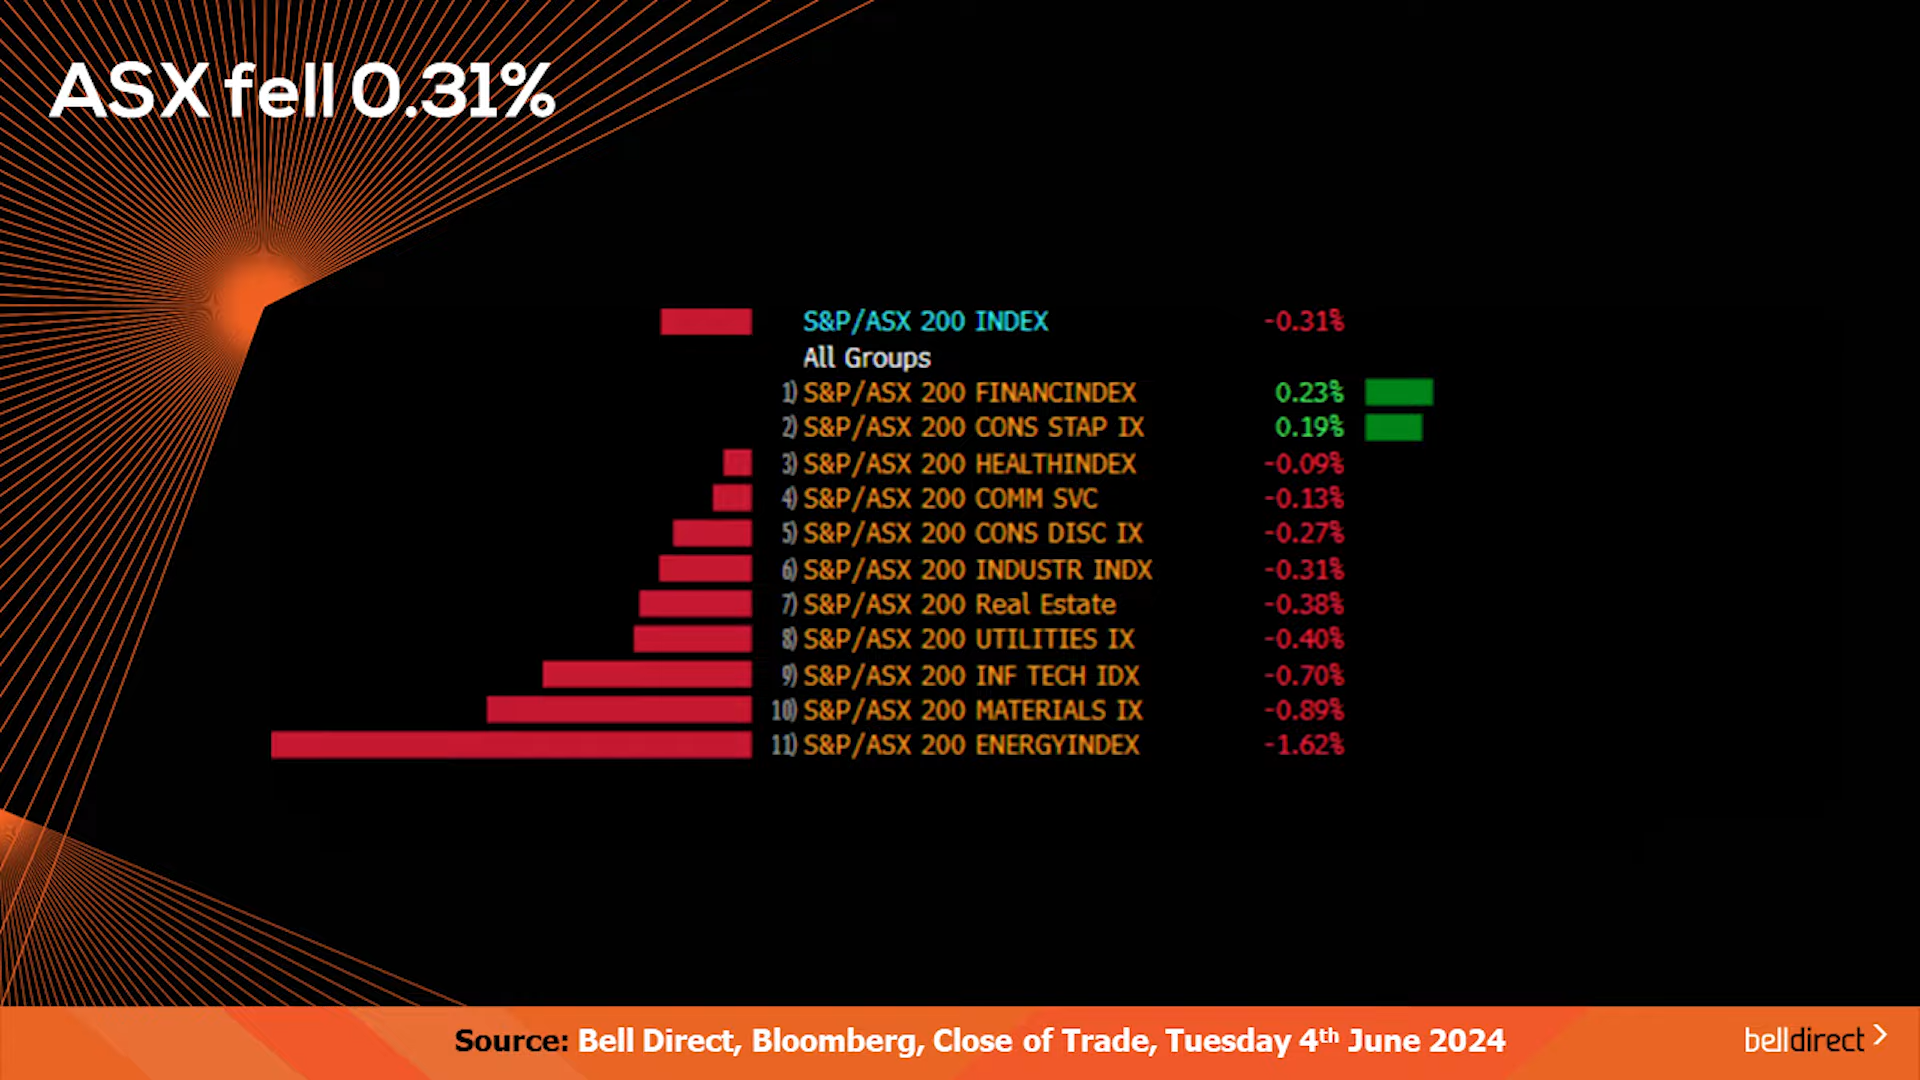 ASX fell 0.31%
S&P/ASX 200 INDEX -0.31%
All Groups
1) S&P/ASX 200 FINANCINDEX 0.23%
2) S&P/ASX 200 CONS STAP IX 0.19%
3) S&P/ASX 200 HEALTHINDEX -0.09%
4) S&P/ASX 200 COMM SVC -0.13%
5) S&P/ASX 200 CONS DISC IX -0.27%
6) S&P/ASX 200 INDUSTR INDX -0.31%
7) S&P/ASX 200 Real Estate -0.38%
8) S&P/ASX 200 UTILITIES IX -0.40%
9) S&P/ASX 200 INF TECH IDX -0.70%
10) S&P/ASX 200 MATERIALS IX -0.89%
11) S&P/ASX 200 ENERGYINDEX -1.62%
Source: Bell Direct, Bloomberg, Close of Trade, Tuesday 4th June 2024
belldirect